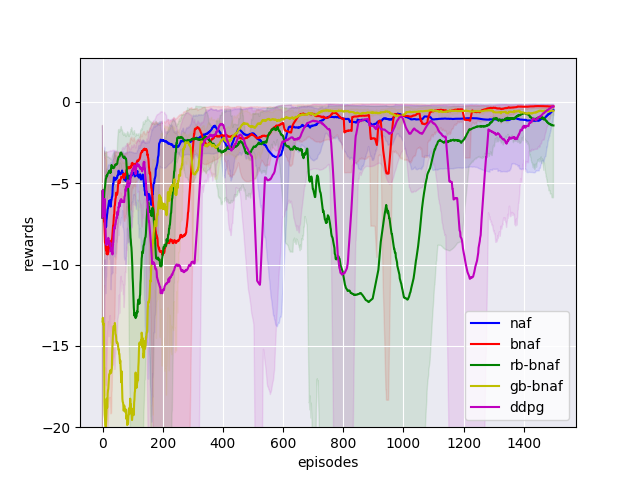 0
−5
−10
−15
−20
rewards
0
200
400
600
800
1000
1200
1400
episodes
naf
bnaf
rb-bnaf
gb-bnaf
ddpg